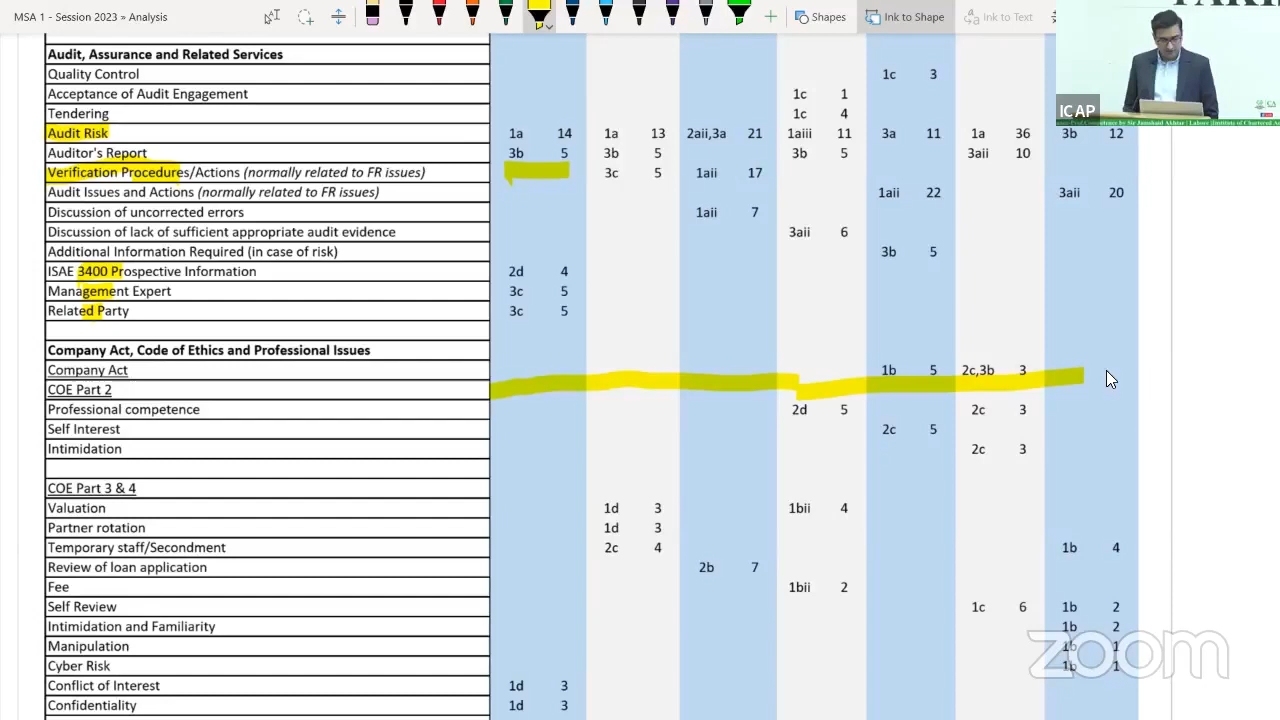 MSA 1 - Session 2023 » Analysis
Shapes
Ink to Shape
Ink to Text
ICAP
Audit, Assurance and Related Services
Quality Control 1c 3
Acceptance of Audit Engagement 1c 1
Tendering 1c 4
Audit Risk 1a 14 1a 13 2aii,3a 21 1aiii 11 3a 11 1a 36 3b 12
Auditor's Report 3b 5 3b 5 3b 5 3aii 10
Verification Procedures/Actions (normally related to FR issues) 3c 5 1aii 17
Audit Issues and Actions (normally related to FR issues) 1aii 22 3aii 20
Discussion of uncorrected errors 1aii 7
Discussion of lack of sufficient appropriate audit evidence 3aii 6
Additional Information Required (in case of risk) 3b 5
ISAE 3400 Prospective Information 2d 4
Management Expert 3c 5
Related Party 3c 5
Company Act, Code of Ethics and Professional Issues
Company Act 1b 5 2c,3b 3
COE Part 2
Professional competence 2d 5 2c 3
Self Interest 2c 5
Intimidation 2c 3
COE Part 3 & 4
Valuation 1d 3 1bii 4
Partner rotation 1d 3
Temporary staff/Secondment 2c 4 1b 4
Review of loan application 2b 7
Fee 1bii 2
Self Review 1c 6 1b 2
Intimidation and Familiarity 1b 2
Manipulation 1b 1
Cyber Risk 1b 1
Conflict of Interest 1d 3
Confidentiality 1d 3
zoom